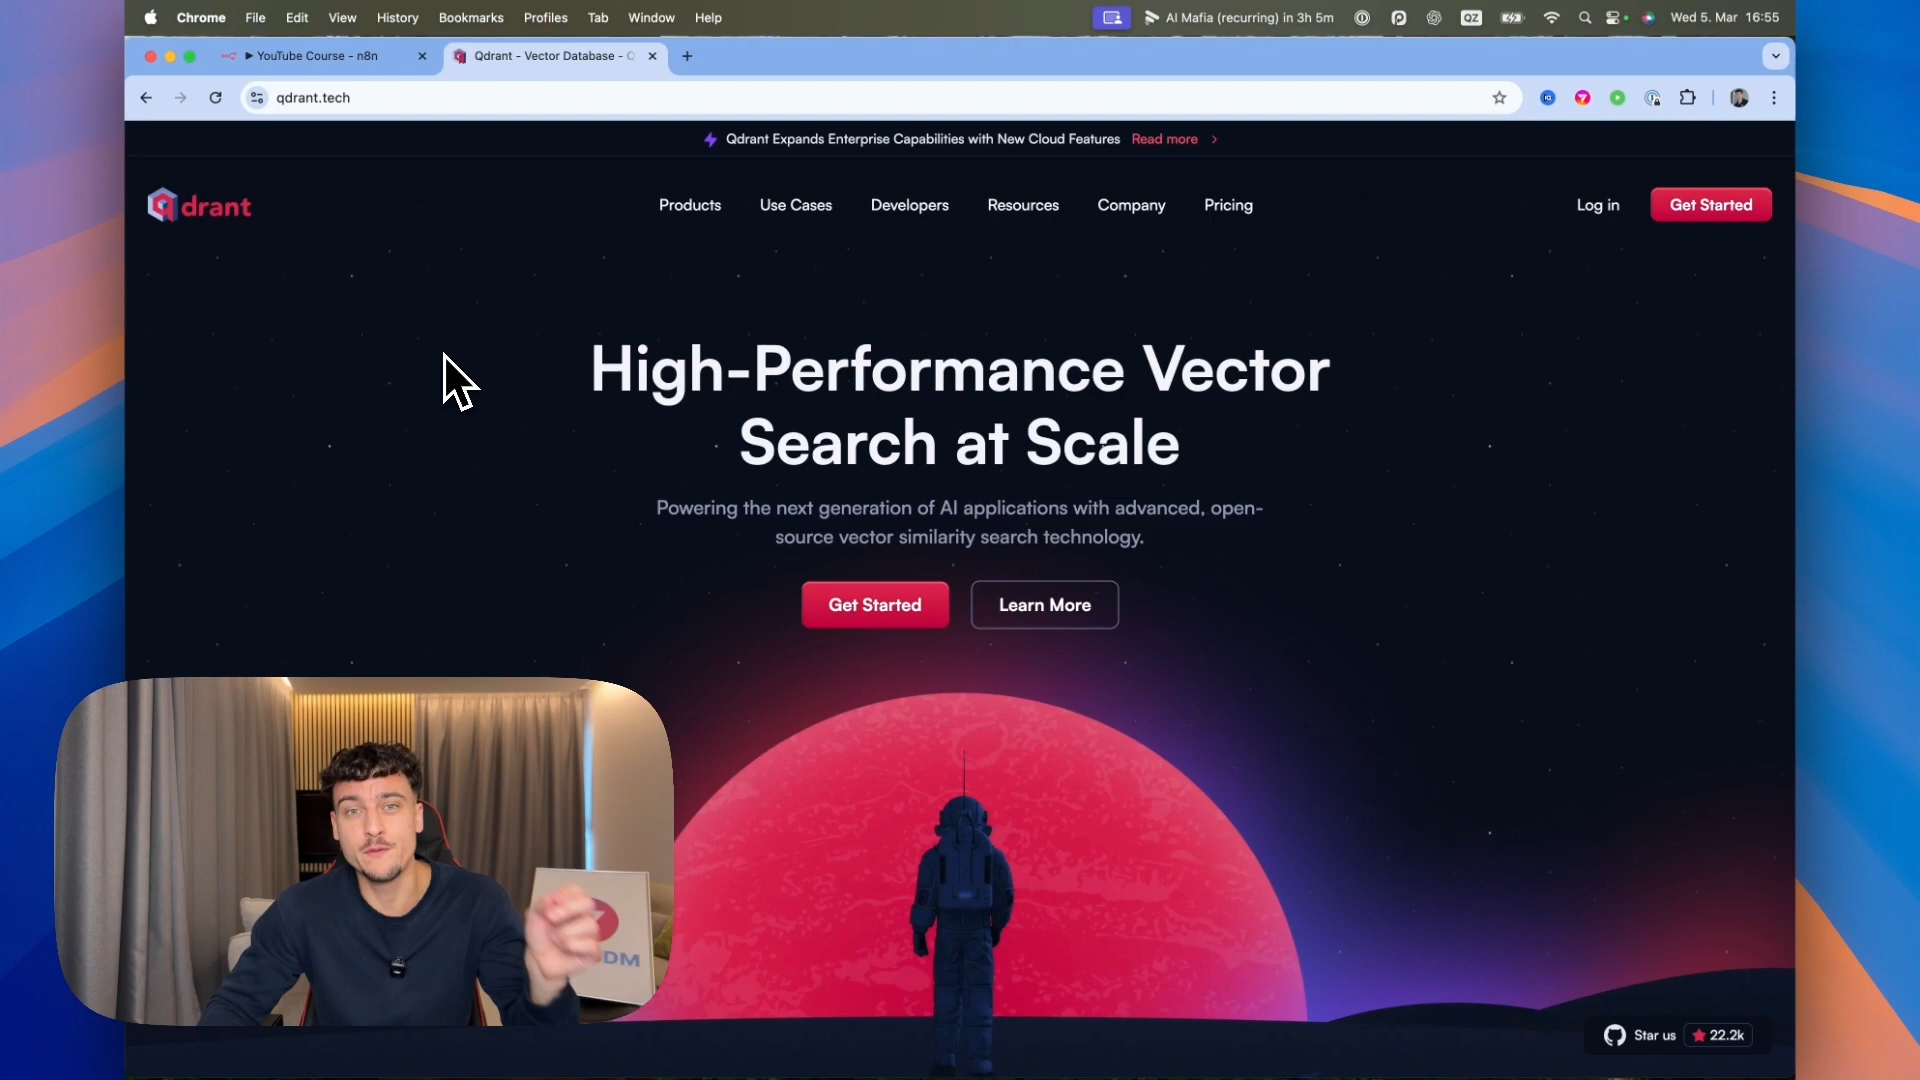 Chrome File Edit View History Bookmarks Profiles Tab Window Help
AI Mafia (recurring) in 3h 5m QZ Wed 5. Mar 16:55
YouTube Course - n8n
Qdrant - Vector Database - Q
qdrant.tech
Qdrant Expands Enterprise Capabilities with New Cloud Features Read more
qdrant Products Use Cases Developers Resources Company Pricing Log in Get Started
High-Performance Vector
Search at Scale
Powering the next generation of AI applications with advanced, open-
source vector similarity search technology.
Get Started Learn More
DM
Star us 22.2k